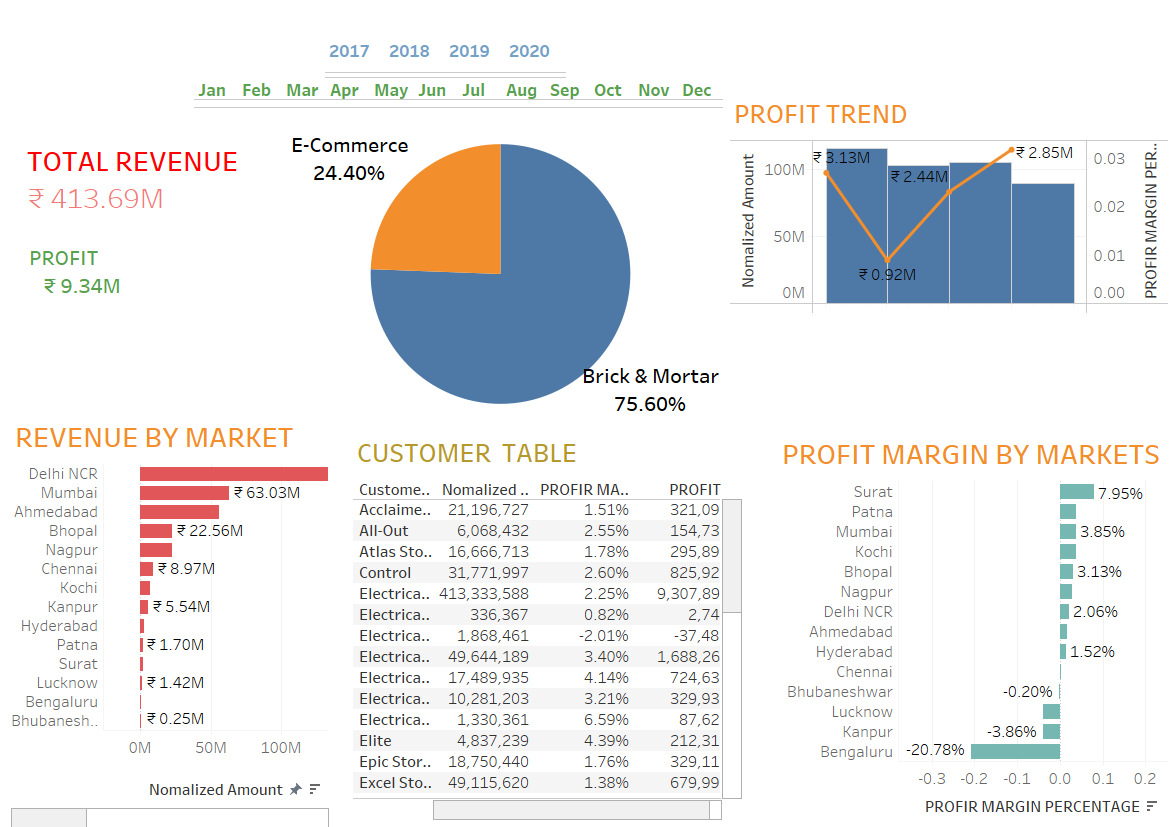 2017 2018 2019 2020
Jan Feb Mar Apr May Jun Jul Aug Sep Oct Nov Dec
TOTAL REVENUE
₹ 413.69M
PROFIT
₹ 9.34M
E-Commerce
24.40%
Brick & Mortar
75.60%
PROFIT TREND
Nomalized Amount
100M
50M
0M
₹ 3.13M
₹ 0.92M
₹ 2.44M
₹ 2.85M
0.03
0.02
0.01
0.00
PROFIR MARGIN PER..
REVENUE BY MARKET
Delhi NCR
Mumbai ₹ 63.03M
Ahmedabad
Bhopal ₹ 22.56M
Nagpur
Chennai ₹ 8.97M
Kochi
Kanpur ₹ 5.54M
Hyderabad
Patna ₹ 1.70M
Surat
Lucknow ₹ 1.42M
Bengaluru
Bhubanesh.. ₹ 0.25M
0M 50M 100M
Nomalized Amount
CUSTOMER TABLE
Custome.. Nomalized .. PROFIR MA.. PROFIT
Acclaime.. 21,196,727 1.51% 321,09
All-Out 6,068,432 2.55% 154,73
Atlas Sto.. 16,666,713 1.78% 295,89
Control 31,771,997 2.60% 825,92
Electrica.. 413,333,588 2.25% 9,307,89
Electrica.. 336,367 0.82% 2,74
Electrica.. 1,868,461 -2.01% -37,48
Electrica.. 49,644,189 3.40% 1,688,26
Electrica.. 17,489,935 4.14% 724,63
Electrica.. 10,281,203 3.21% 329,93
Electrica.. 1,330,361 6.59% 87,62
Elite 4,837,239 4.39% 212,31
Epic Stor.. 18,750,440 1.76% 329,11
Excel Sto.. 49,115,620 1.38% 679,99
PROFIT MARGIN BY MARKETS
Surat 7.95%
Patna
Mumbai 3.85%
Kochi
Bhopal 3.13%
Nagpur
Delhi NCR 2.06%
Ahmedabad
Hyderabad 1.52%
Chennai
Bhubaneshwar -0.20%
Lucknow
Kanpur -3.86%
Bengaluru -20.78%
-0.3 -0.2 -0.1 0.0 0.1 0.2
PROFIR MARGIN PERCENTAGE